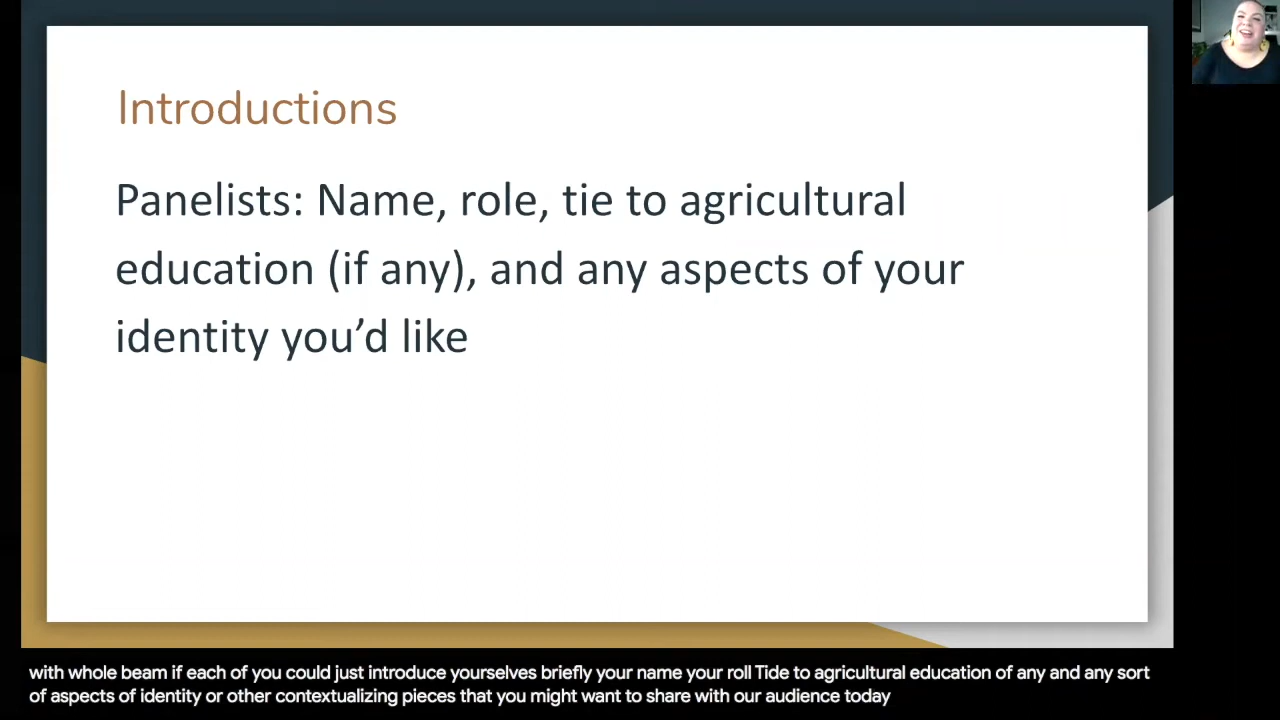 Introductions
Panelists: Name, role, tie to agricultural
education (if any), and any aspects of your
identity you’d like
with whole beam if each of you could just introduce yourselves briefly your name your roll Tide to agricultural education of any and any sort
of aspects of identity or other contextualizing pieces that you might want to share with our audience today